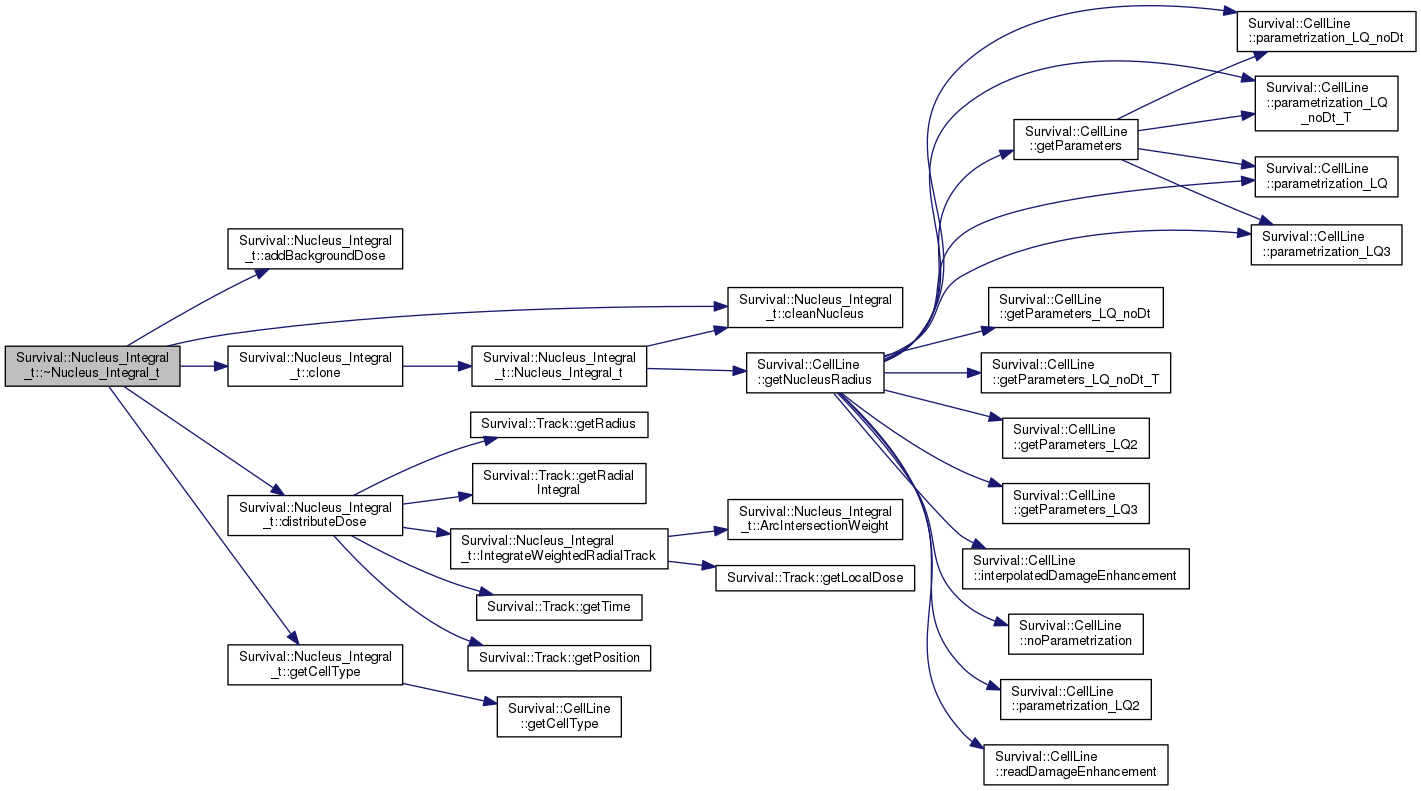 Survival::Nucleus_Integral
_t::~Nucleus_Integral_t
Survival::Nucleus_Integral
_t::addBackgroundDose
Survival::Nucleus_Integral
_t::clone
Survival::Nucleus_Integral
_t::distributeDose
Survival::Nucleus_Integral
_t::getCellType
Survival::Nucleus_Integral
_t::Nucleus_Integral_t
Survival::Track::getRadius
Survival::Track::getRadial
Integral
Survival::Nucleus_Integral
_t::IntegrateWeightedRadialTrack
Survival::Track::getTime
Survival::Track::getPosition
Survival::CellLine
::getCellType
Survival::Nucleus_Integral
_t::cleanNucleus
Survival::CellLine
::getNucleusRadius
Survival::Nucleus_Integral
_t::ArcIntersectionWeight
Survival::Track::getLocalDose
Survival::CellLine
::getParameters
Survival::CellLine
::getParameters_LQ_noDt
Survival::CellLine
::getParameters_LQ_noDt_T
Survival::CellLine
::getParameters_LQ2
Survival::CellLine
::getParameters_LQ3
Survival::CellLine
::interpolatedDamageEnhancement
Survival::CellLine
::noParametrization
Survival::CellLine
::parametrization_LQ2
Survival::CellLine
::readDamageEnhancement
Survival::CellLine
::parametrization_LQ_noDt
Survival::CellLine
::parametrization_LQ
_noDt_T
Survival::CellLine
::parametrization_LQ
Survival::CellLine
::parametrization_LQ3